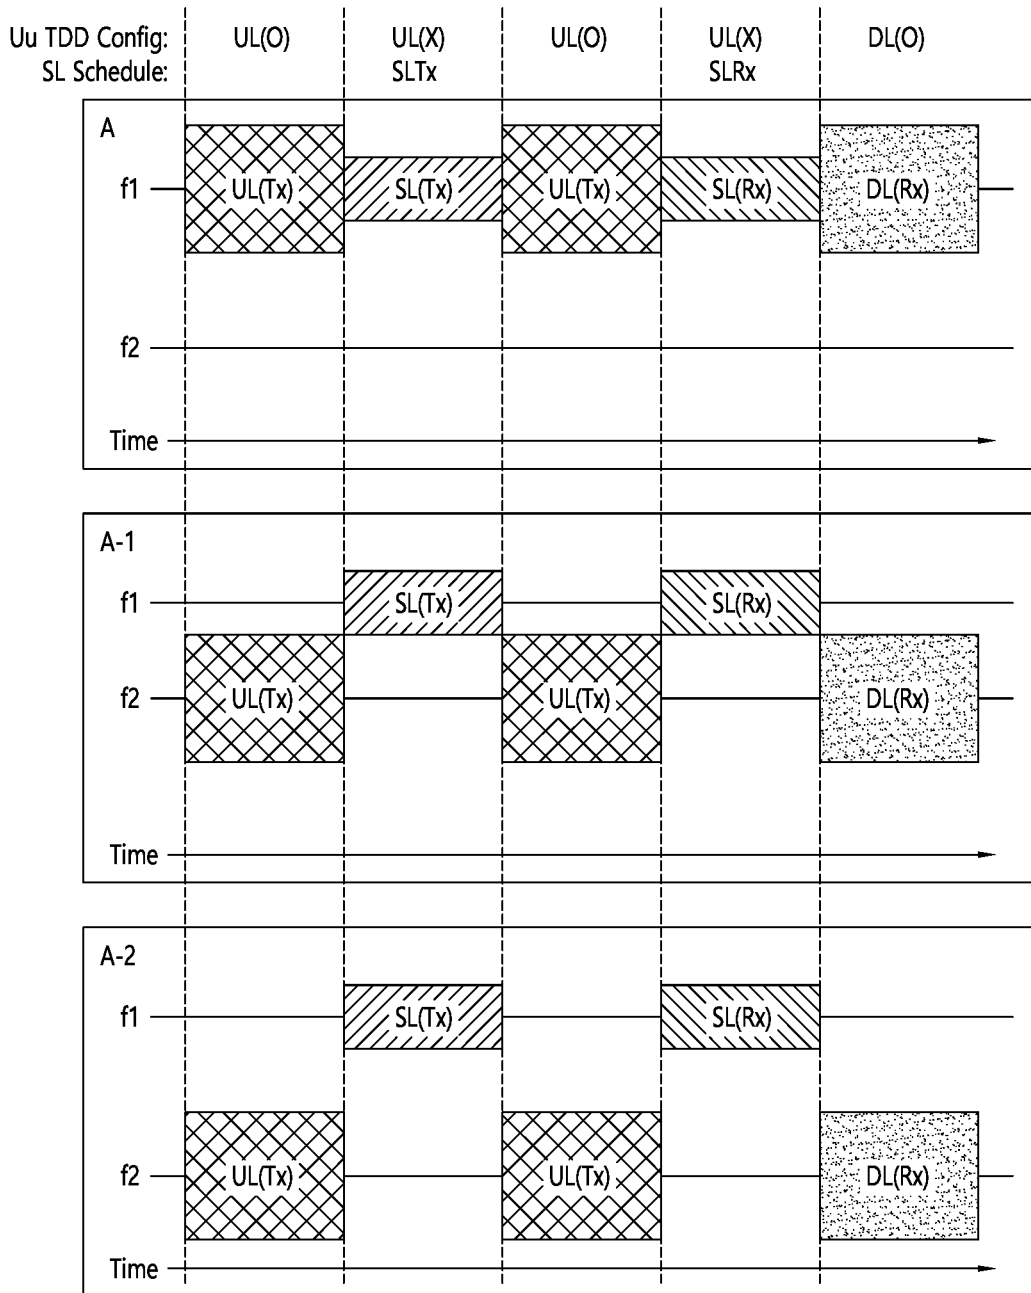 Uu TDD Config: UL(O) UL(X) UL(O) UL(X) DL(O)
SL Schedule: SLTx SLRx
A
f1 UL(Tx) SL(Tx) UL(Tx) SL(Rx) DL(Rx)
f2
Time
A-1
f1 SL(Tx) SL(Rx)
f2 UL(Tx) UL(Tx) DL(Rx)
Time
A-2
f1 SL(Tx) SL(Rx)
f2 UL(Tx) UL(Tx) DL(Rx)
Time